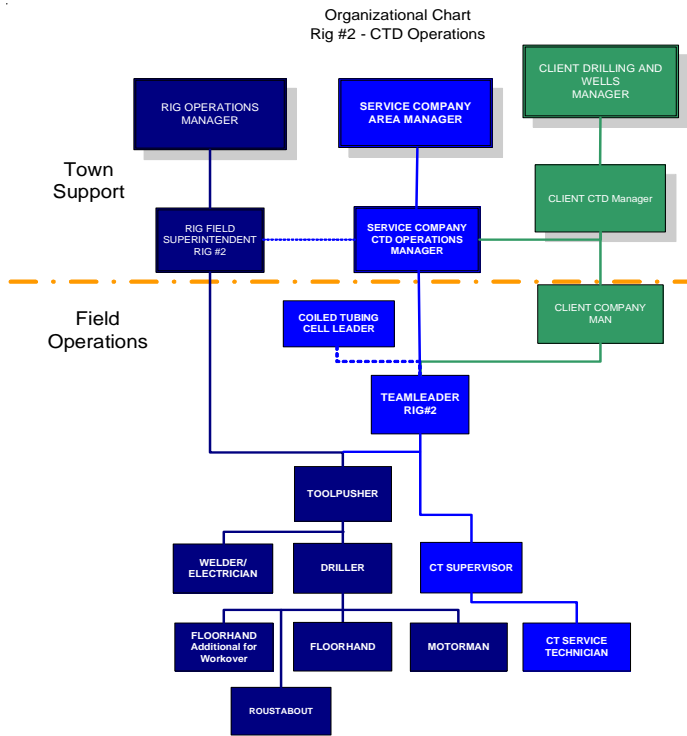 Organizational Chart
Rig #2 - CTD Operations
CLIENT DRILLING AND
WELLS
MANAGER
RIG OPERATIONS
MANAGER
SERVICE COMPANY
AREA MANAGER
Town
Support
CLIENT CTD Manager
RIG FIELD
SUPERINTENDENT
RIG #2
SERVICE COMPANY
CTD OPERATIONS
MANAGER
Field
Operations
COILED TUBING
CELL LEADER
CLIENT COMPANY
MAN
TEAMLEADER
RIG#2
TOOLPUSHER
WELDER/
ELECTRICIAN
DRILLER
CT SUPERVISOR
FLOORHAND
Additional for
Workover
FLOORHAND
MOTORMAN
CT SERVICE
TECHNICIAN
ROUSTABOUT